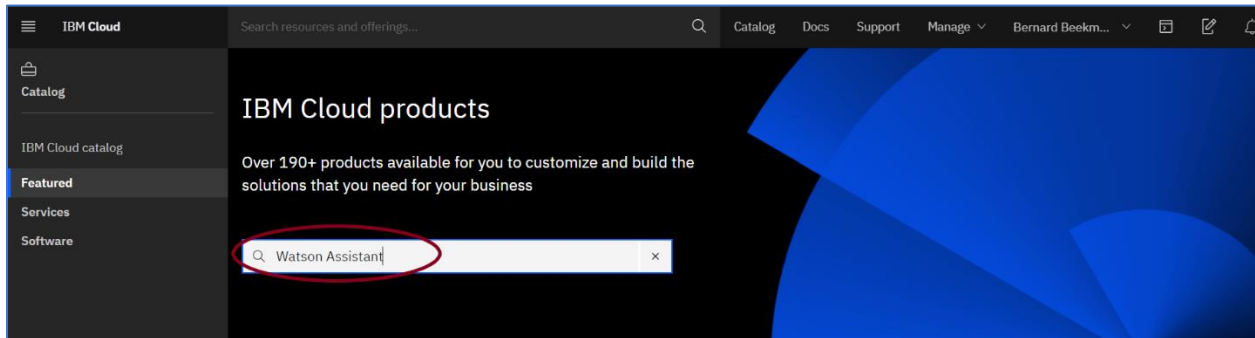 IBM Cloud
Search resources and offerings...
Catalog
Docs
Support
Manage
Bernard Beekm...
Catalog
IBM Cloud catalog
Featured
Services
Software
IBM Cloud products
Over 190+ products available for you to customize and build the
solutions that you need for your business
Watson Assistant